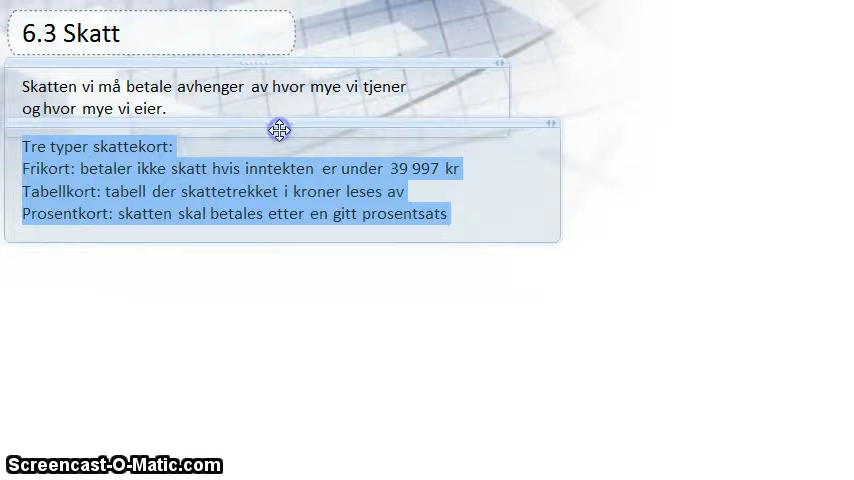 6.3 Skatt
Skatten vi må betale avhenger av hvor mye vi tjener
og hvor mye vi eier.
Tre typer skattekort:
Frikort: betaler ikke skatt hvis inntekten er under 39 997 kr
Tabellkort: tabell der skattetrekket i kroner leses av
Prosentkort: skatten skal betales etter en gitt prosentsats
Screencast-O-Matic.com